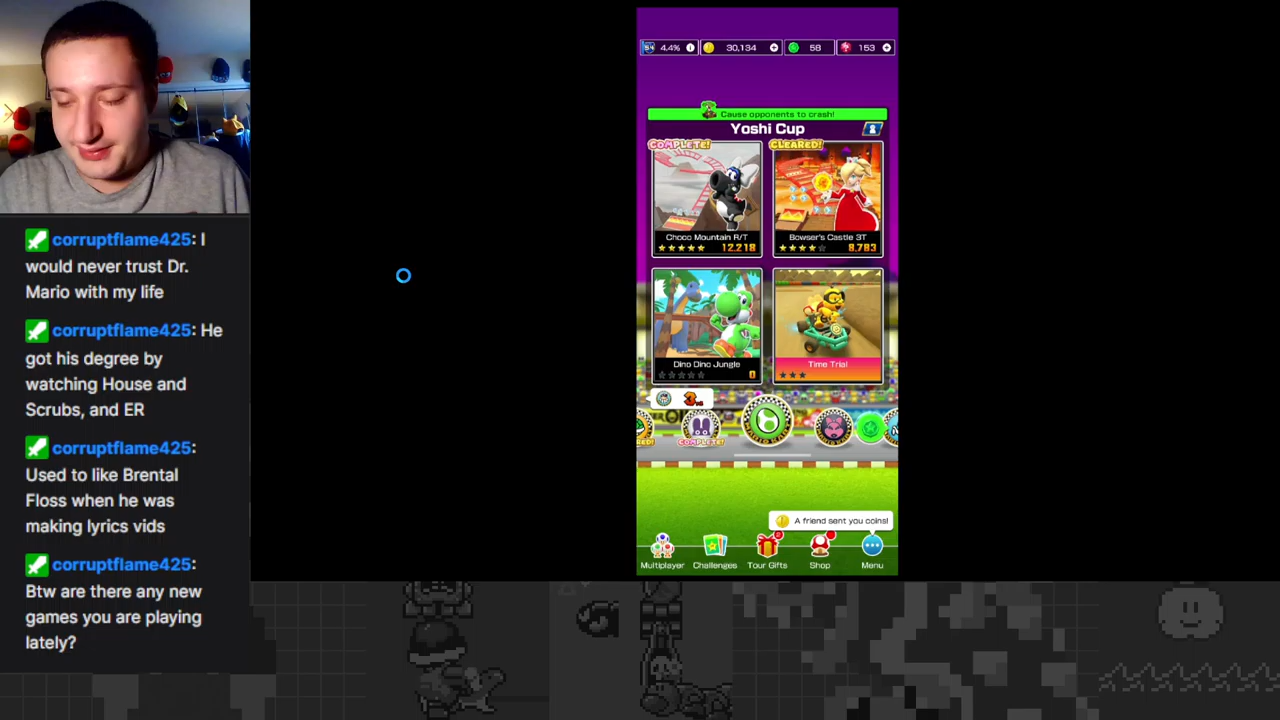 corruptflame425: I
would never trust Dr.
Mario with my life
corruptflame425: He
got his degree by
watching House and
Scrubs, and ER
corruptflame425:
Used to like Brental
Floss when he was
making lyrics vids
corruptflame425:
Btw are there any new
games you are playing
lately?
54 4.4% 30,134 58 153
Cause opponents to crash!
Yoshi Cup
COMPLETE! CLEARED!
Choco Mountain R/T Bowser's Castle 3T
12,218 8,783
Dino Dino Jungle Time Trial
0
3
COMPLETE!
A friend sent you coins!
Multiplayer Challenges Tour Gifts Shop Menu